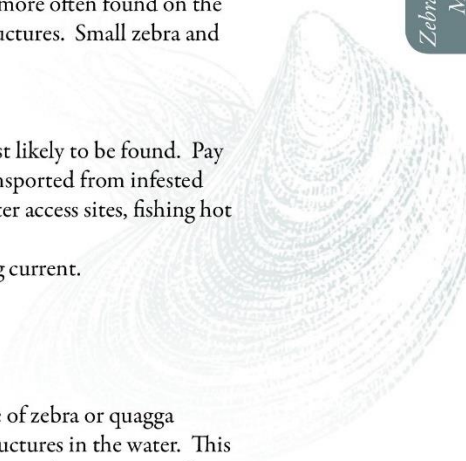 more often found on the
uctures. Small zebra and
st likely to be found. Pay
nsported from infested
ter access sites, fishing hot
g current.
e of zebra or quagga
uctures in the water. This
Zebra
M